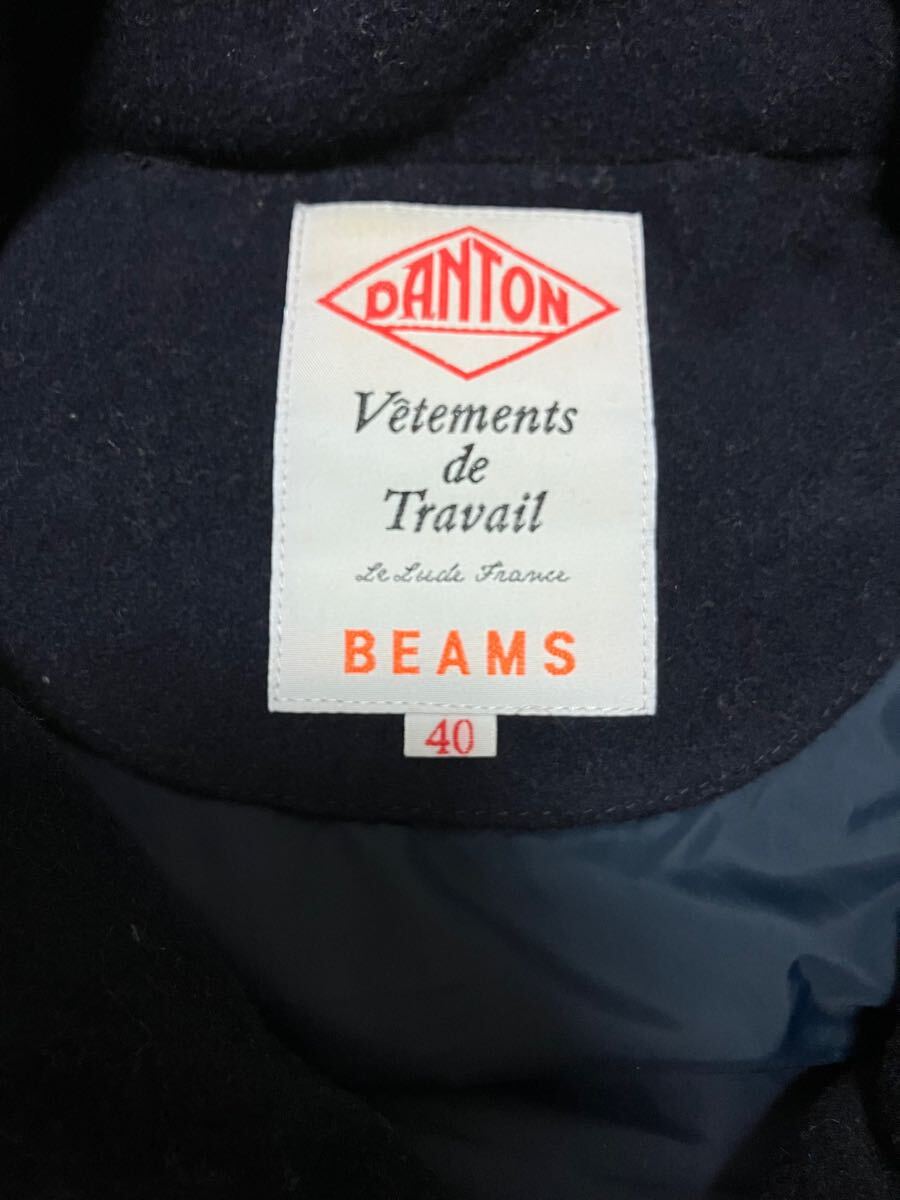 DANTON
Vêtements
de
Travail
Le Lude France
BEAMS
40